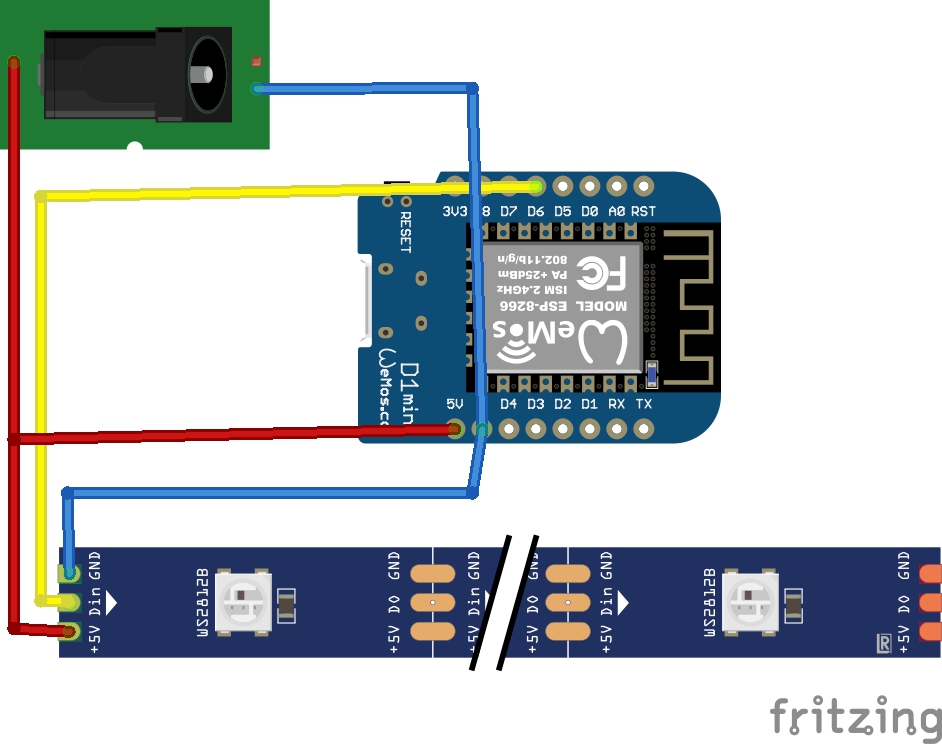 3V3 8 D7 D6 D5 D0 A0 RST
RESET
802.11b/g/n
PA +25dBm
ISM 2.4GHz
MODEL ESP-8266
FC
WeMos
D1 min
WeMos.cc
5V D4 D3 D2 D1 RX TX
+5V Din GND
WS2812B
+5V DO GND
+5V Din GND
+5V DO GND
+5V Din GND
WS2812B
+5V DO GND
R
fritzing